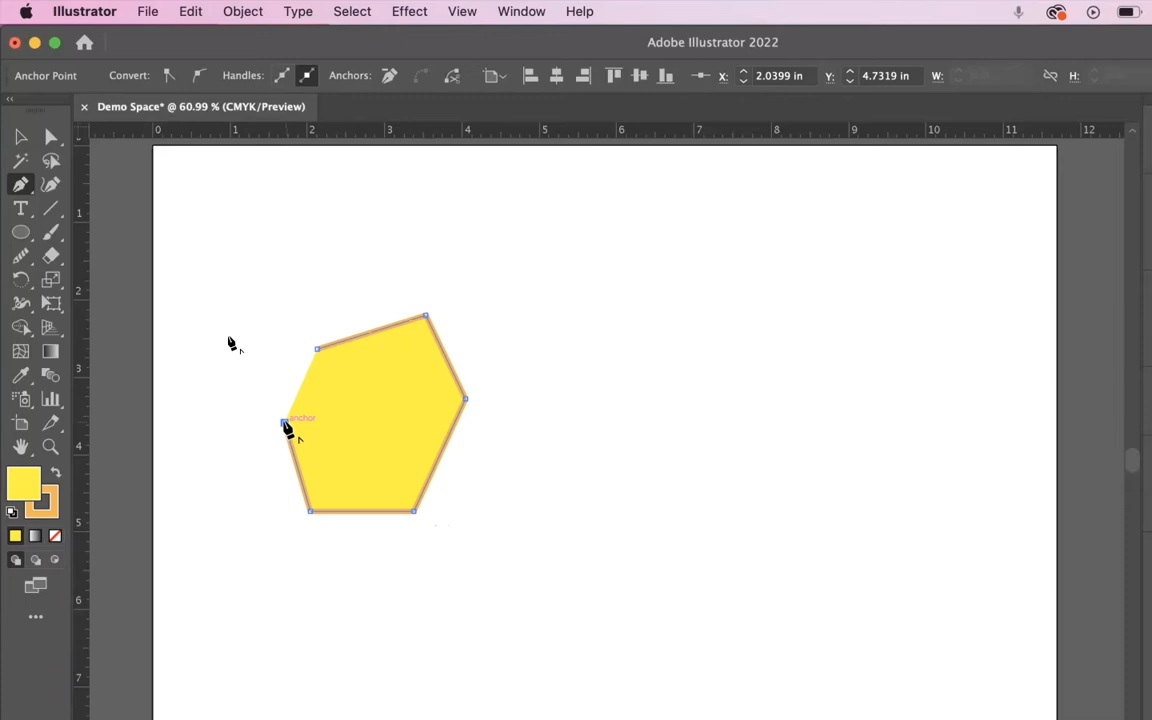 Illustrator File Edit Object Type Select Effect View Window Help
Adobe Illustrator 2022
Anchor Point Convert: Handles: Anchors: X: 2.0399 in Y: 4.7319 in W: H:
Demo Space* @ 60.99 % (CMYK/Preview)
0 1 2 3 4 5 6 7 8 9 10 11 12
1
2
3
anchor
4
5
6
7